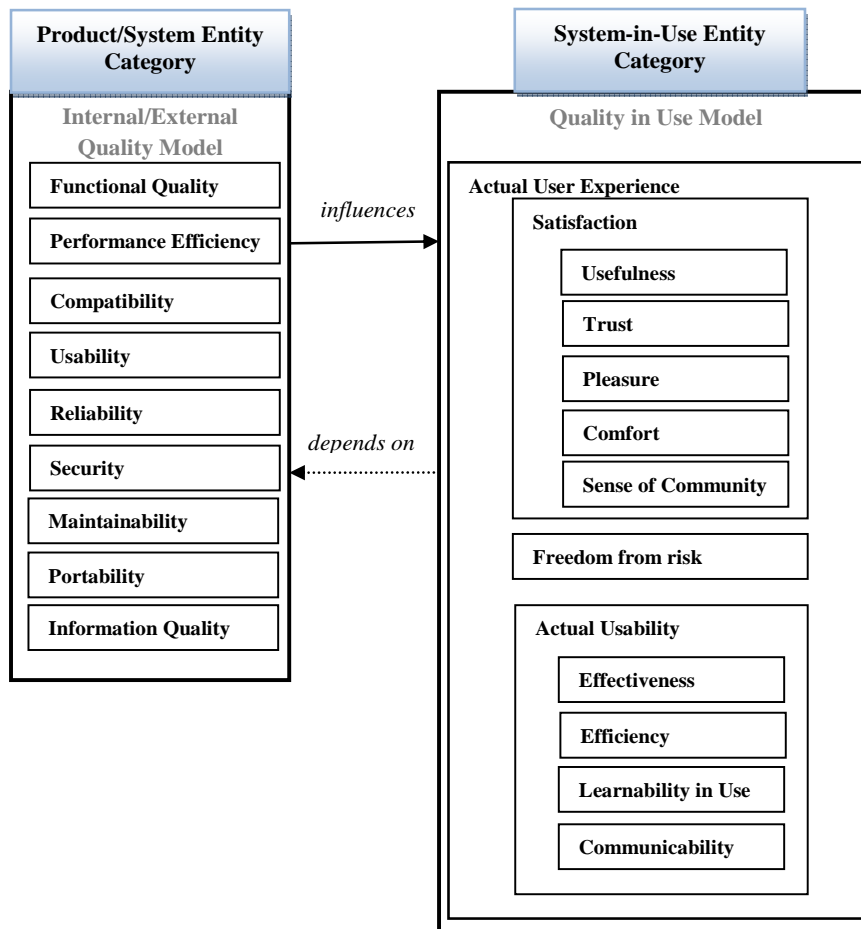 Product/System Entity
Category
Internal/External
Quality Model
Functional Quality
Performance Efficiency
Compatibility
Usability
Reliability
Security
Maintainability
Portability
Information Quality
influences
depends on
System-in-Use Entity
Category
Quality in Use Model
Actual User Experience
Satisfaction
Usefulness
Trust
Pleasure
Comfort
Sense of Community
Freedom from risk
Actual Usability
Effectiveness
Efficiency
Learnability in Use
Communicability